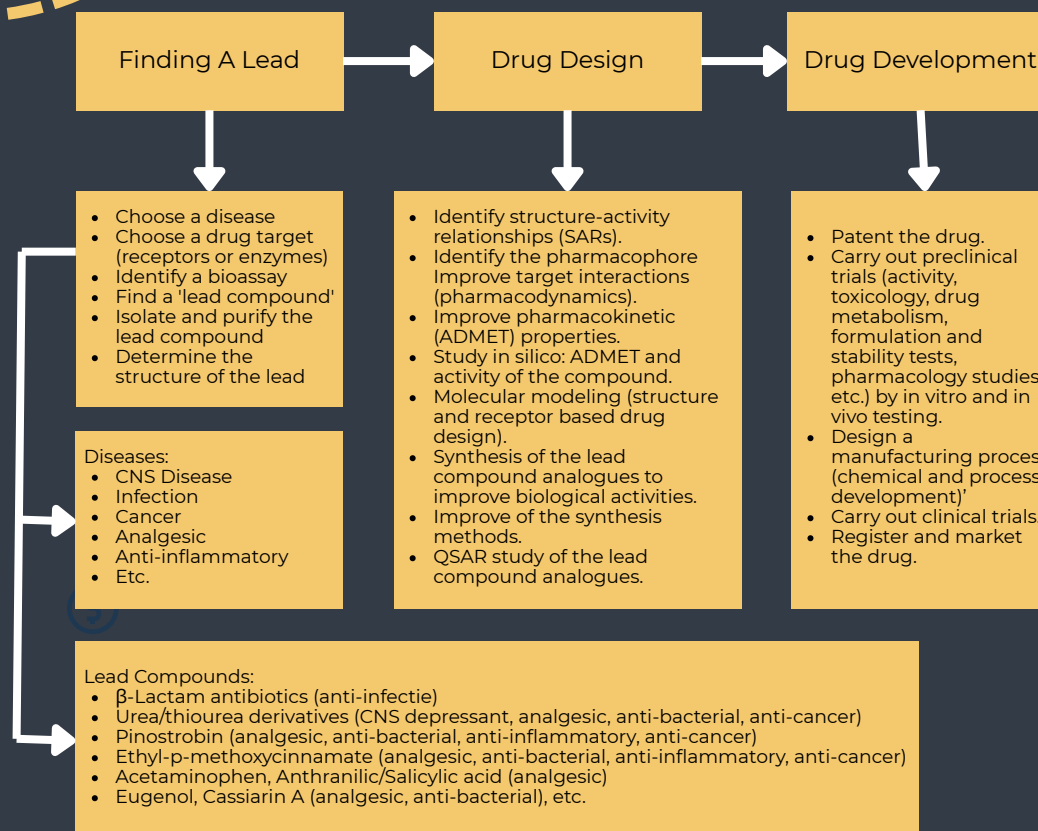 Finding A Lead
Drug Design
Drug Development
• Choose a disease
• Choose a drug target
(receptors or enzymes)
• Identify a bioassay
• Find a 'lead compound'
• Isolate and purify the
lead compound
• Determine the
structure of the lead
• Identify structure-activity
relationships (SARs).
• Identify the pharmacophore
Improve target interactions
(pharmacodynamics).
• Improve pharmacokinetic
(ADMET) properties.
• Study in silico: ADMET and
activity of the compound.
• Molecular modeling (structure
and receptor based drug
design).
• Synthesis of the lead
compound analogues to
improve biological activities.
• Improve of the synthesis
methods.
• QSAR study of the lead
compound analogues.
• Patent the drug.
• Carry out preclinical
trials (activity,
toxicology, drug
metabolism,
formulation and
stability tests,
pharmacology studies
etc.) by in vitro and in
vivo testing.
• Design a
manufacturing proces
(chemical and process
development)’
• Carry out clinical trials.
• Register and market
the drug.
Diseases:
• CNS Disease
• Infection
• Cancer
• Analgesic
• Anti-inflammatory
• Etc.
Lead Compounds:
• β-Lactam antibiotics (anti-infectie)
• Urea/thiourea derivatives (CNS depressant, analgesic, anti-bacterial, anti-cancer)
• Pinostrobin (analgesic, anti-bacterial, anti-inflammatory, anti-cancer)
• Ethyl-p-methoxycinnamate (analgesic, anti-bacterial, anti-inflammatory, anti-cancer)
• Acetaminophen, Anthranilic/Salicylic acid (analgesic)
• Eugenol, Cassiarin A (analgesic, anti-bacterial), etc.